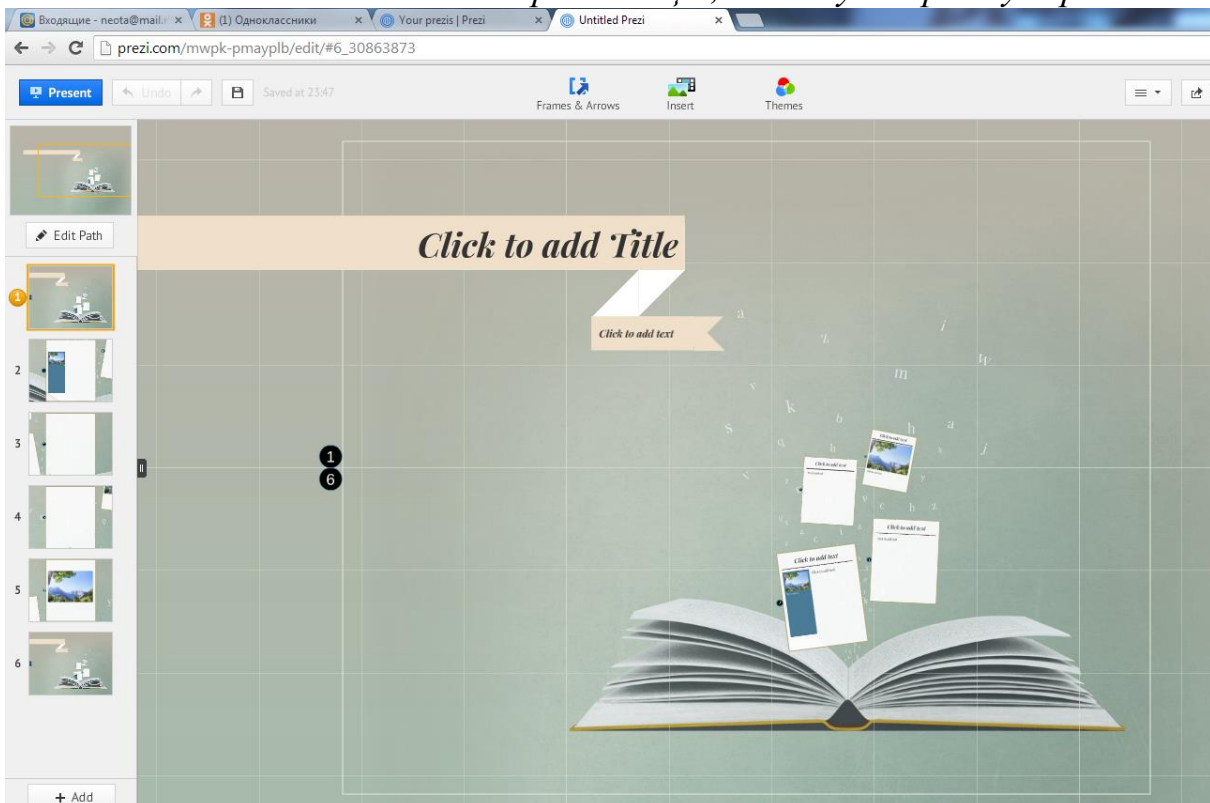 Входящие - neota@mail.r
(1) Одноклассники
Your prezis | Prezi
Untitled Prezi
prezi.com/mwpk-pmayplb/edit/#6_30863873
Present
Undo
Saved at 23:47
Frames & Arrows
Insert
Themes
Edit Path
1
2
3
4
5
6
+ Add
Click to add Title
Click to add text
1
6
a
z
i
w
m
k
b
s
h
a
j
Click to add text
Click to add text
Click to add text
Click to add text